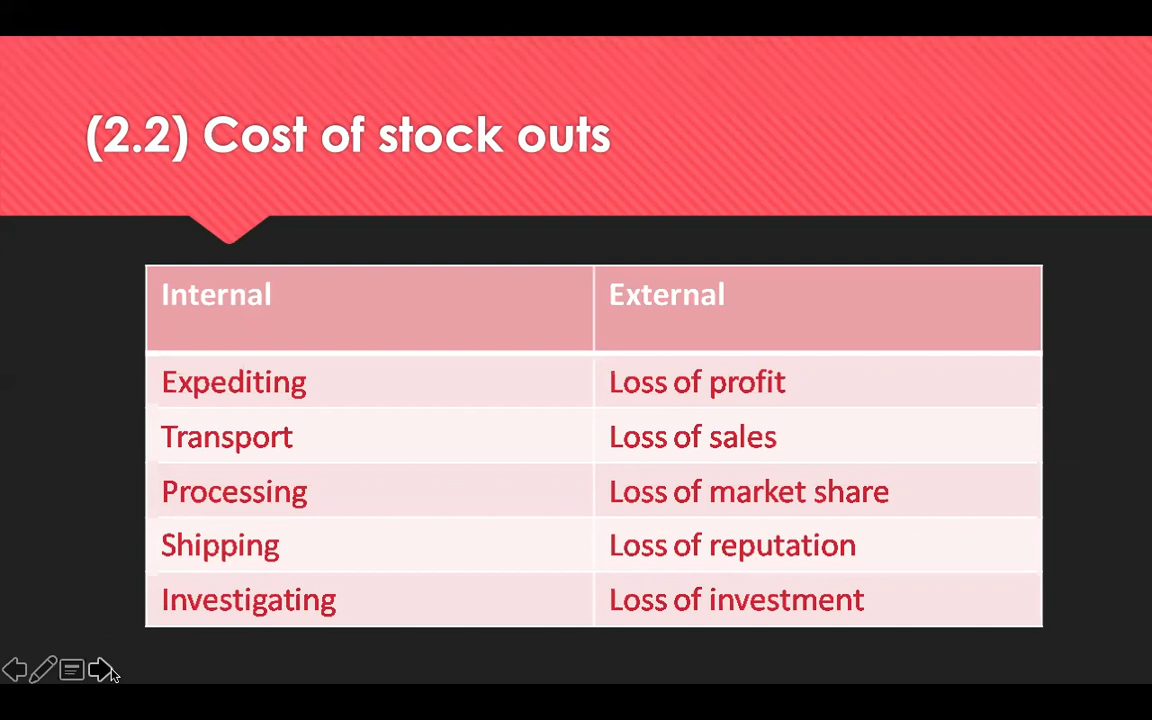 (2.2) Cost of stock outs
Internal External
Expediting Loss of profit
Transport Loss of sales
Processing Loss of market share
Shipping Loss of reputation
Investigating Loss of investment